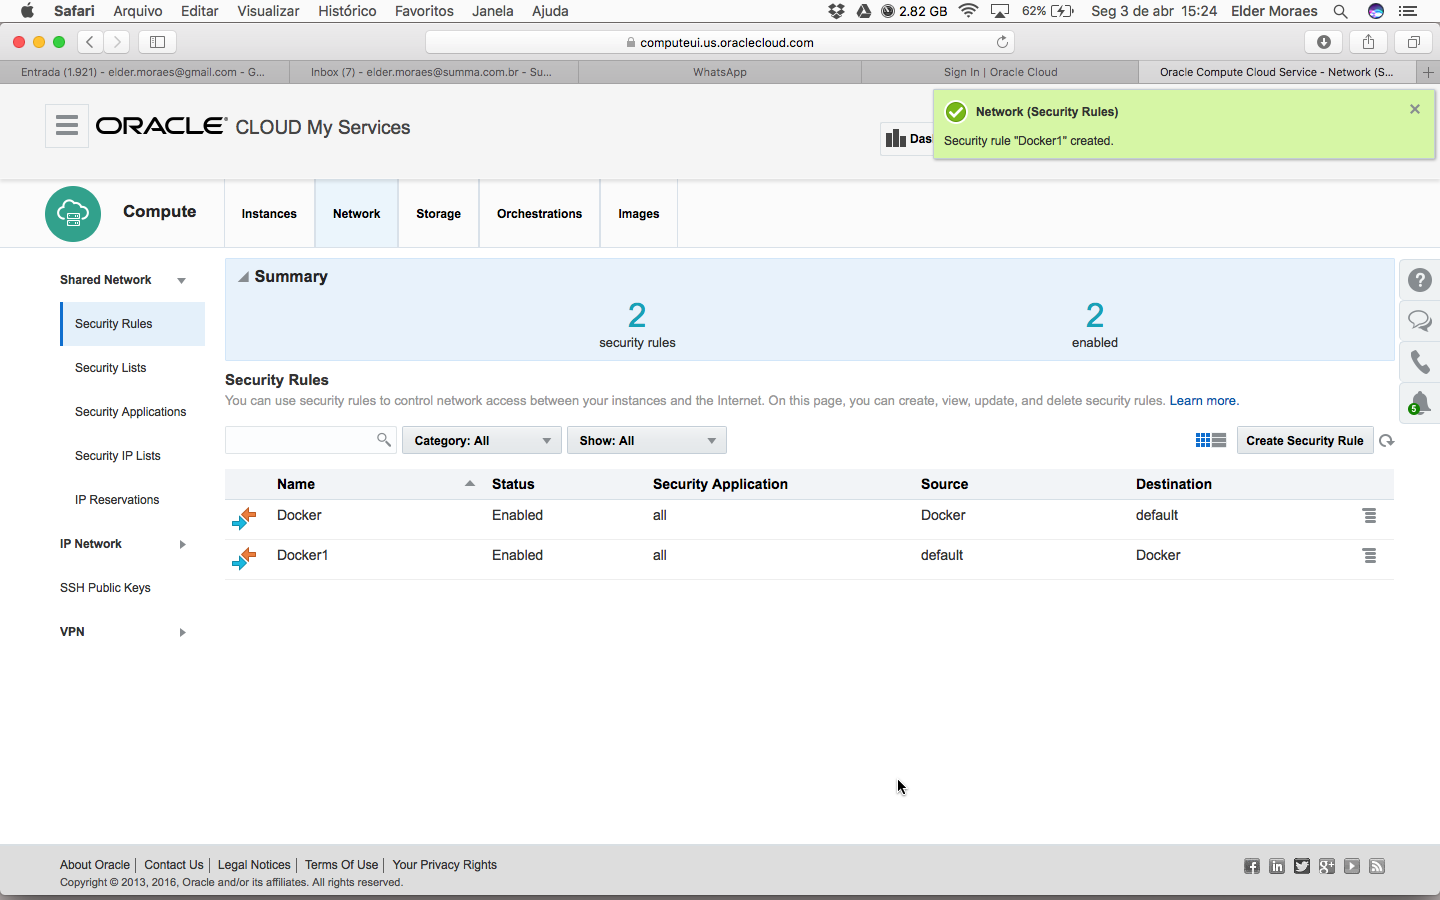 Safari Arquivo Editar Visualizar Histórico Favoritos Janela Ajuda 2.82 GB 62% Seg 3 de abr 15:24 Elder Moraes
computeui.us.oraclecloud.com
Entrada (1.921) - elder.moraes@gmail.com - G... Inbox (7) - elder.moraes@summa.com.br - Su... WhatsApp Sign In | Oracle Cloud Oracle Compute Cloud Service - Network (S...
ORACLE CLOUD My Services
Network (Security Rules)
Security rule "Docker1" created.
Compute Instances Network Storage Orchestrations Images
Shared Network
Security Rules
Security Lists
Security Applications
Security IP Lists
IP Reservations
IP Network
SSH Public Keys
VPN
Summary
2 2
security rules enabled
Security Rules
You can use security rules to control network access between your instances and the Internet. On this page, you can create, view, update, and delete security rules. Learn more.
Category: All Show: All Create Security Rule
Name Status Security Application Source Destination
Docker Enabled all Docker default
Docker1 Enabled all default Docker
5
About Oracle Contact Us Legal Notices Terms Of Use Your Privacy Rights
Copyright © 2013, 2016, Oracle and/or its affiliates. All rights reserved.